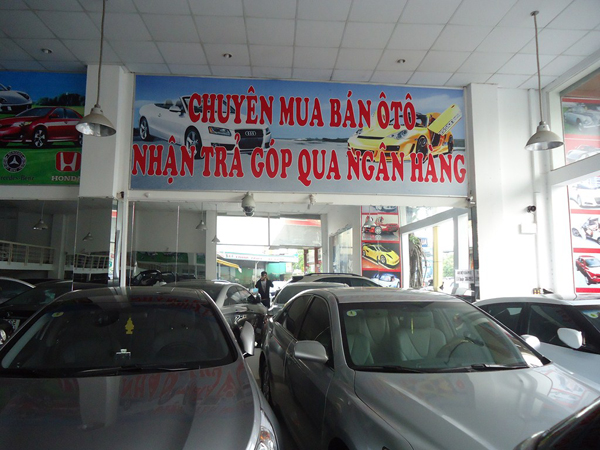 CHUYÊN MUA BÁN ÔTÔ
NHẬN TRẢ GÓP QUA NGÂN HÀNG
HONDA